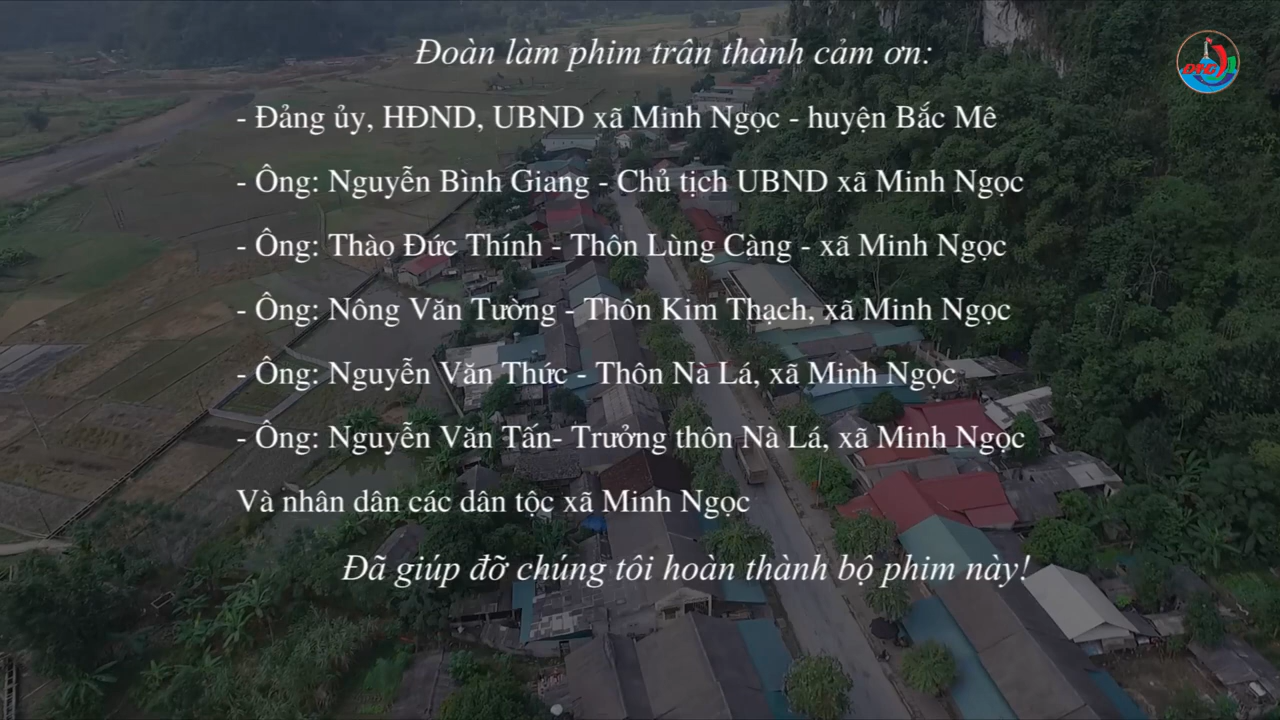 Đoàn làm phim trân thành cảm ơn:
- Đảng ủy, HĐND, UBND xã Minh Ngọc - huyện Bắc Mê
- Ông: Nguyễn Bình Giang - Chủ tịch UBND xã Minh Ngọc
- Ông: Thào Đức Thính - Thôn Lùng Càng - xã Minh Ngọc
- Ông: Nông Văn Tường - Thôn Kim Thạch, xã Minh Ngọc
- Ông: Nguyễn Văn Thức - Thôn Nà Lá, xã Minh Ngọc
- Ông: Nguyễn Văn Tấn- Trưởng thôn Nà Lá, xã Minh Ngọc
Và nhân dân các dân tộc xã Minh Ngọc
Đã giúp đỡ chúng tôi hoàn thành bộ phim này!